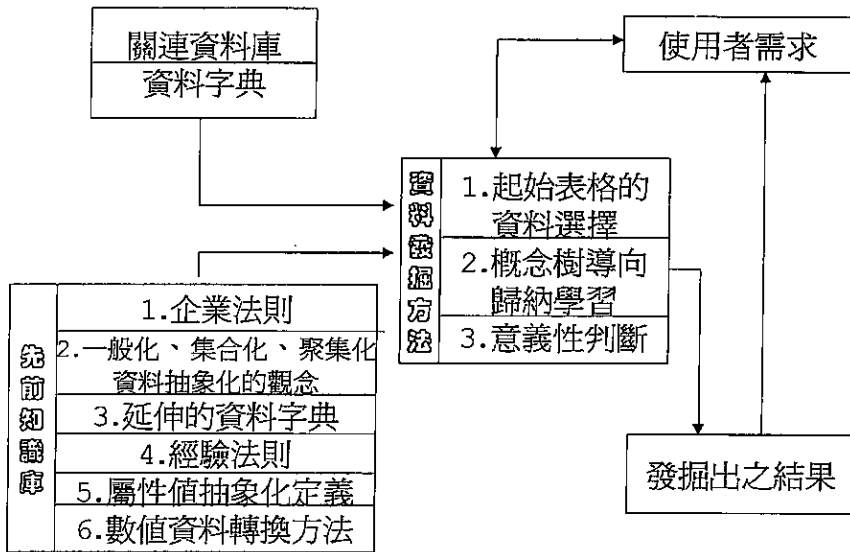 關連資料庫
資料字典
使用者需求
資料發掘方法
1.起始表格的
資料選擇
2.概念樹導向
歸納學習
3.意義性判斷
先前知識庫
1.企業法則
2.一般化、集合化、聚集化
資料抽象化的觀念
3.延伸的資料字典
4.經驗法則
5.屬性值抽象化定義
6.數值資料轉換方法
發掘出之結果